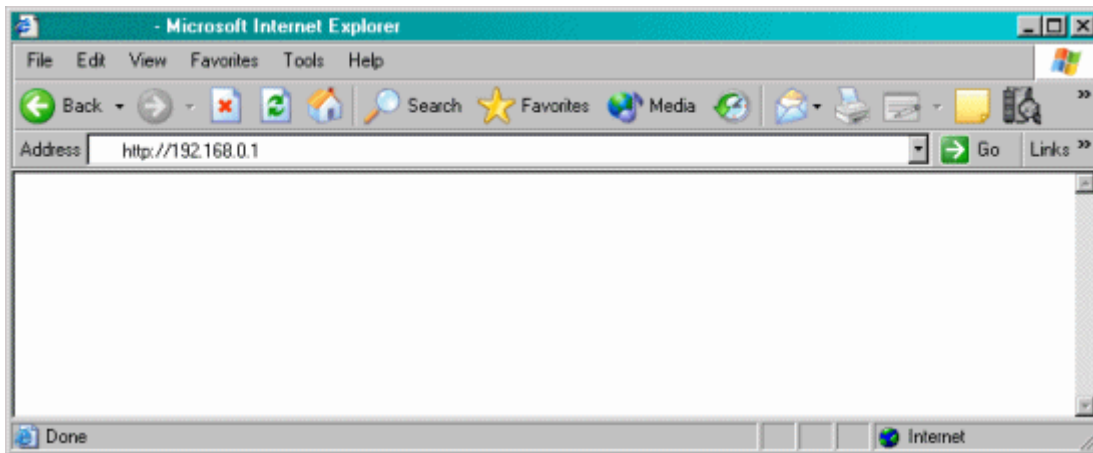 - Microsoft Internet Explorer
File Edit View Favorites Tools Help
Back Search Favorites Media »
Address http://192.168.0.1 Go Links »
Done Internet